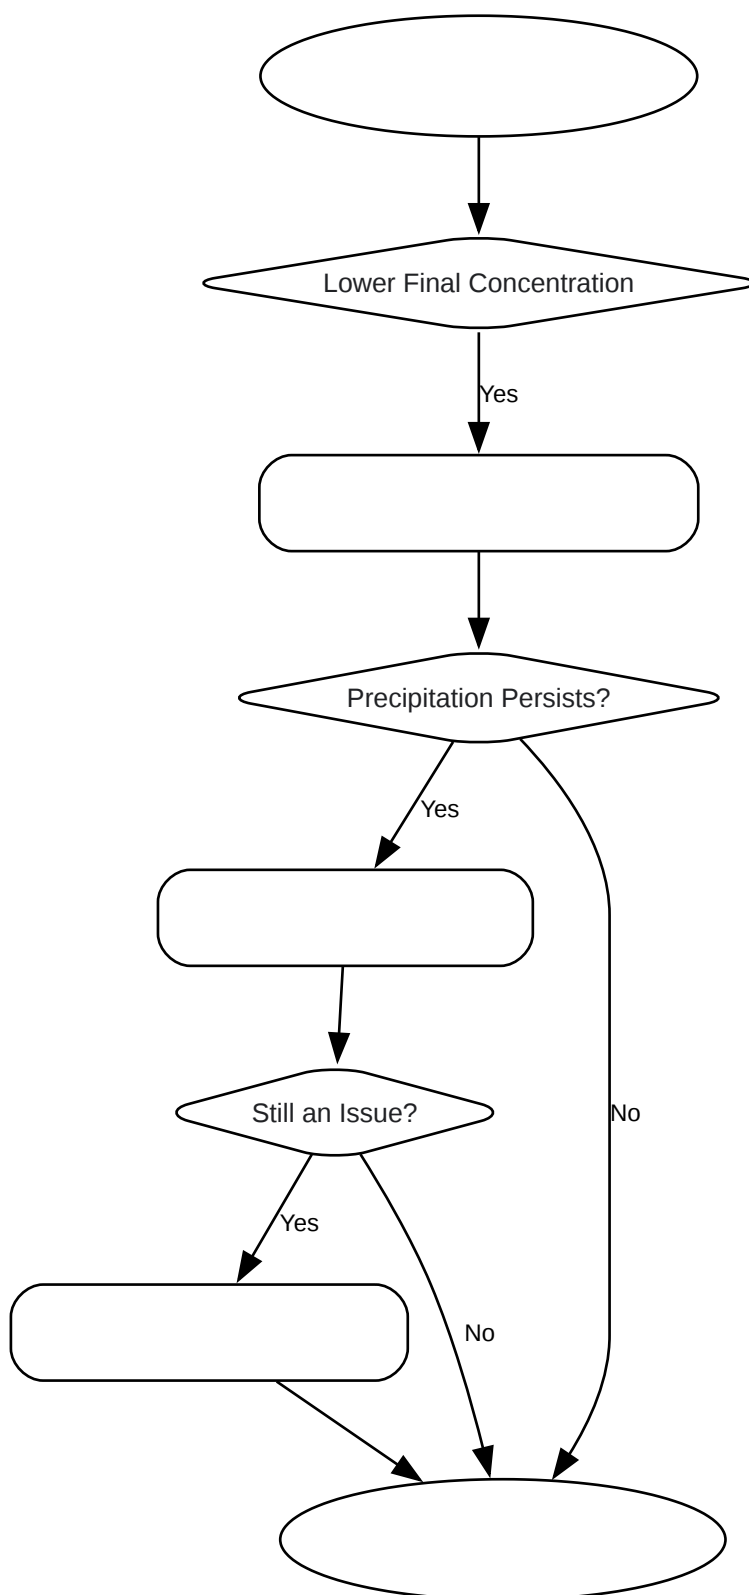 Lower Final Concentration
Yes
Precipitation Persists?
Yes
Still an Issue?
No
Yes
No